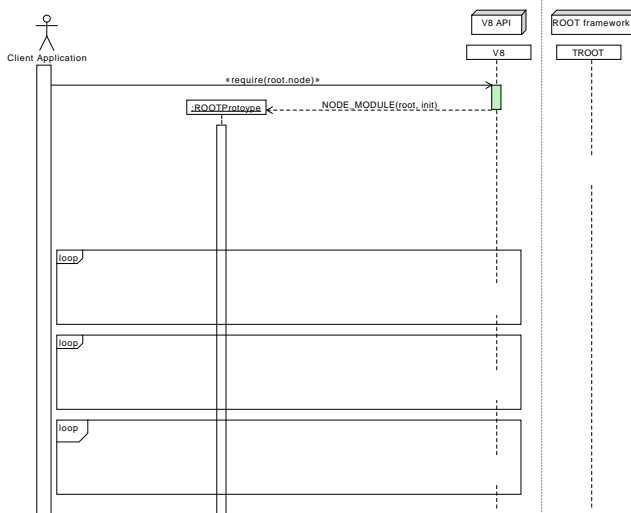 V8 API
ROOT framework
Client Application
V8
TROOT
«require(root.node)»
:ROOTProtoype
NODE_MODULE(root, init)
loop
loop
loop